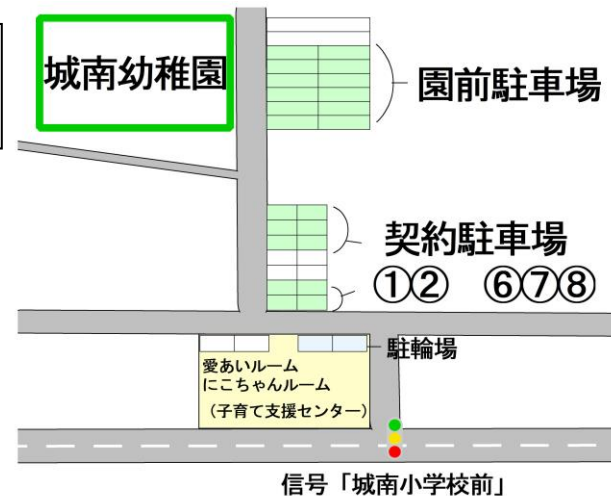 城南幼稚園
園前駐車場
契約駐車場
①② ⑥⑦⑧
駐輪場
愛あいルーム
にこちゃんルーム
（子育て支援センター）
信号「城南小学校前」